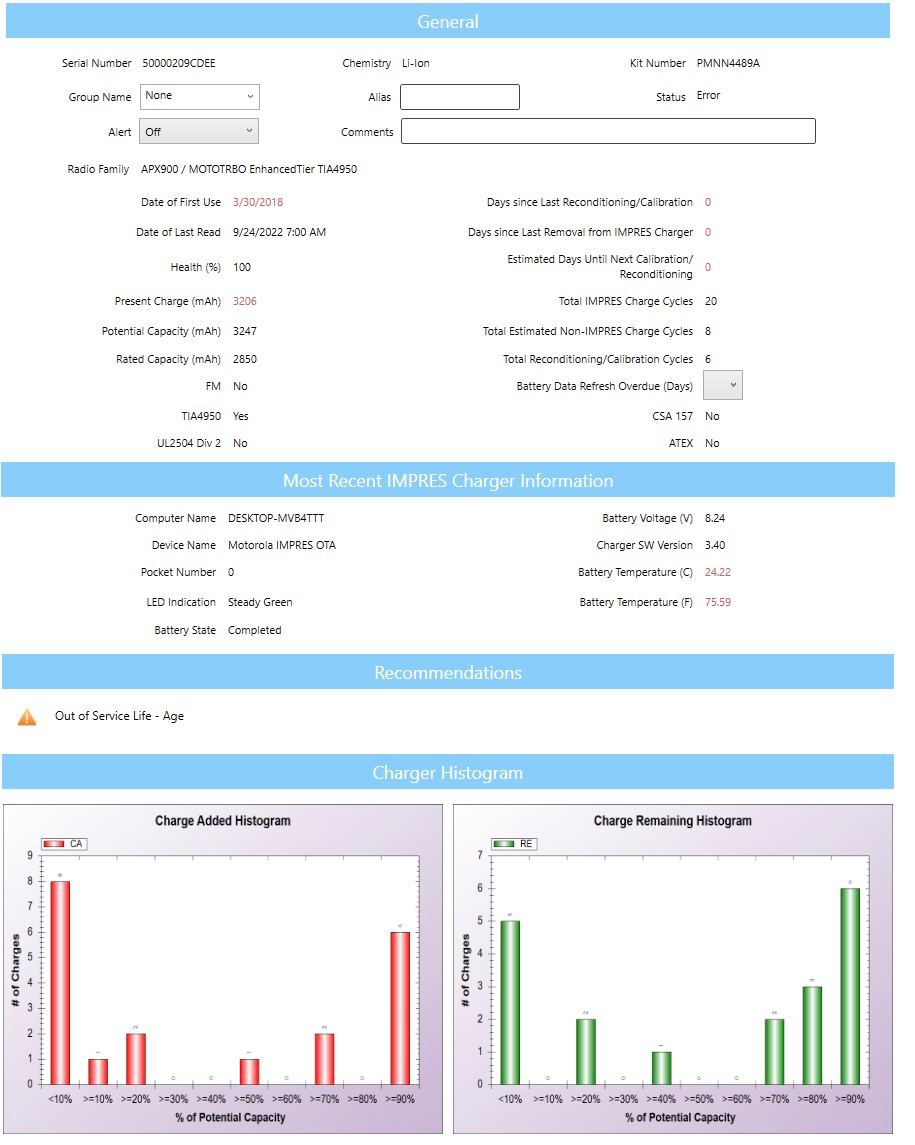 General
Serial Number 50000209CDEE Chemistry Li-Ion Kit Number PMNN4489A
Group Name None Alias Status Error
Alert Off Comments
Radio Family APX900 / MOTOTRBO EnhancedTier TIA4950
Date of First Use 3/30/2018 Days since Last Reconditioning/Calibration 0
Date of Last Read 9/24/2022 7:00 AM Days since Last Removal from IMPRES Charger 0
Health (%) 100 Estimated Days Until Next Calibration/
Reconditioning 0
Present Charge (mAh) 3206 Total IMPRES Charge Cycles 20
Potential Capacity (mAh) 3247 Total Estimated Non-IMPRES Charge Cycles 8
Rated Capacity (mAh) 2850 Total Reconditioning/Calibration Cycles 6
FM No Battery Data Refresh Overdue (Days)
TIA4950 Yes CSA 157 No
UL2504 Div 2 No ATEX No
Most Recent IMPRES Charger Information
Computer Name DESKTOP-MVB4TTT Battery Voltage (V) 8.24
Device Name Motorola IMPRES OTA Charger SW Version 3.40
Pocket Number 0 Battery Temperature (C) 24.22
LED Indication Steady Green Battery Temperature (F) 75.59
Battery State Completed
Recommendations
Out of Service Life - Age
Charger Histogram
Charge Added Histogram
CA
# of Charges
9
8
7
6
5
4
3
2
1
0
8 1 2 0 0 1 0 2 0 6
<10% >=10% >=20% >=30% >=40% >=50% >=60% >=70% >=80% >=90%
% of Potential Capacity
Charge Remaining Histogram
RE
# of Charges
7
6
5
4
3
2
1
0
5 0 2 0 1 0 0 2 3 6
<10% >=10% >=20% >=30% >=40% >=50% >=60% >=70% >=80% >=90%
% of Potential Capacity